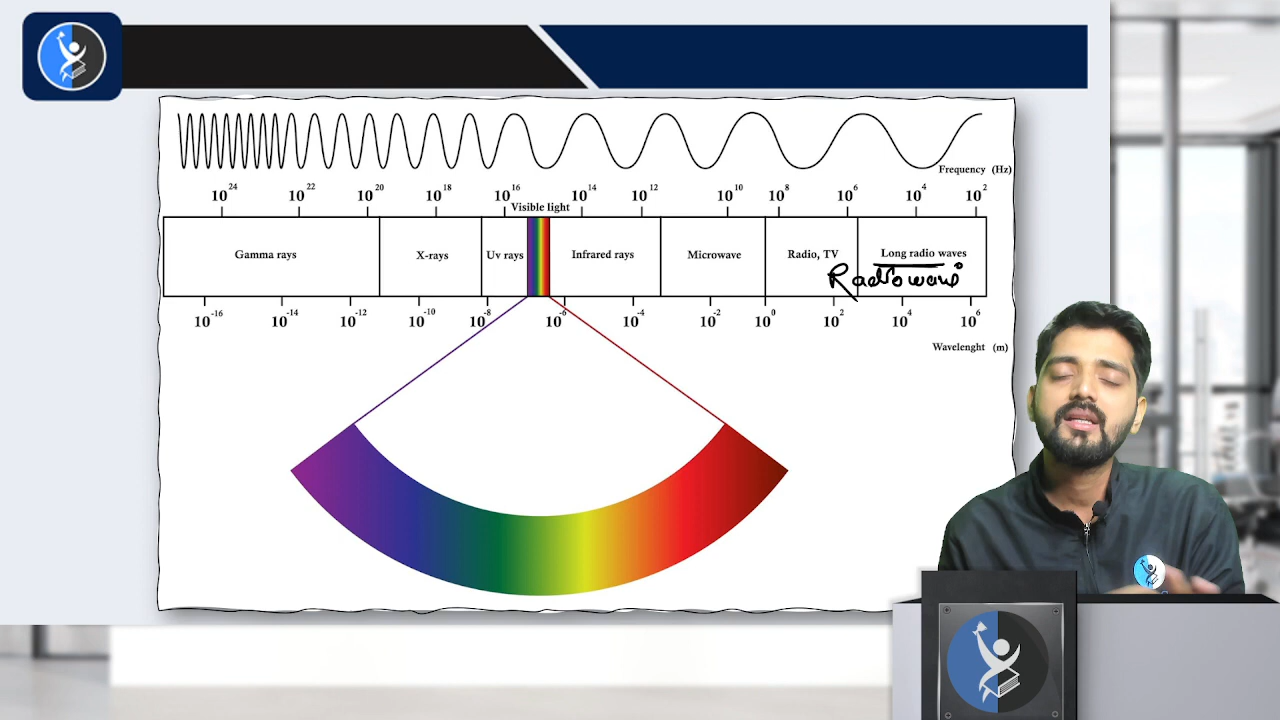 Frequency (Hz)
10^24 10^22 10^20 10^18 10^16 10^14 10^12 10^10 10^8 10^6 10^4 10^2
Visible light
Gamma rays X-rays Uv rays Infrared rays Microwave Radio, TV Long radio waves
10^-16 10^-14 10^-12 10^-10 10^-8 10^-6 10^-4 10^-2 10^0 10^2 10^4 10^6
Wavelenght (m)